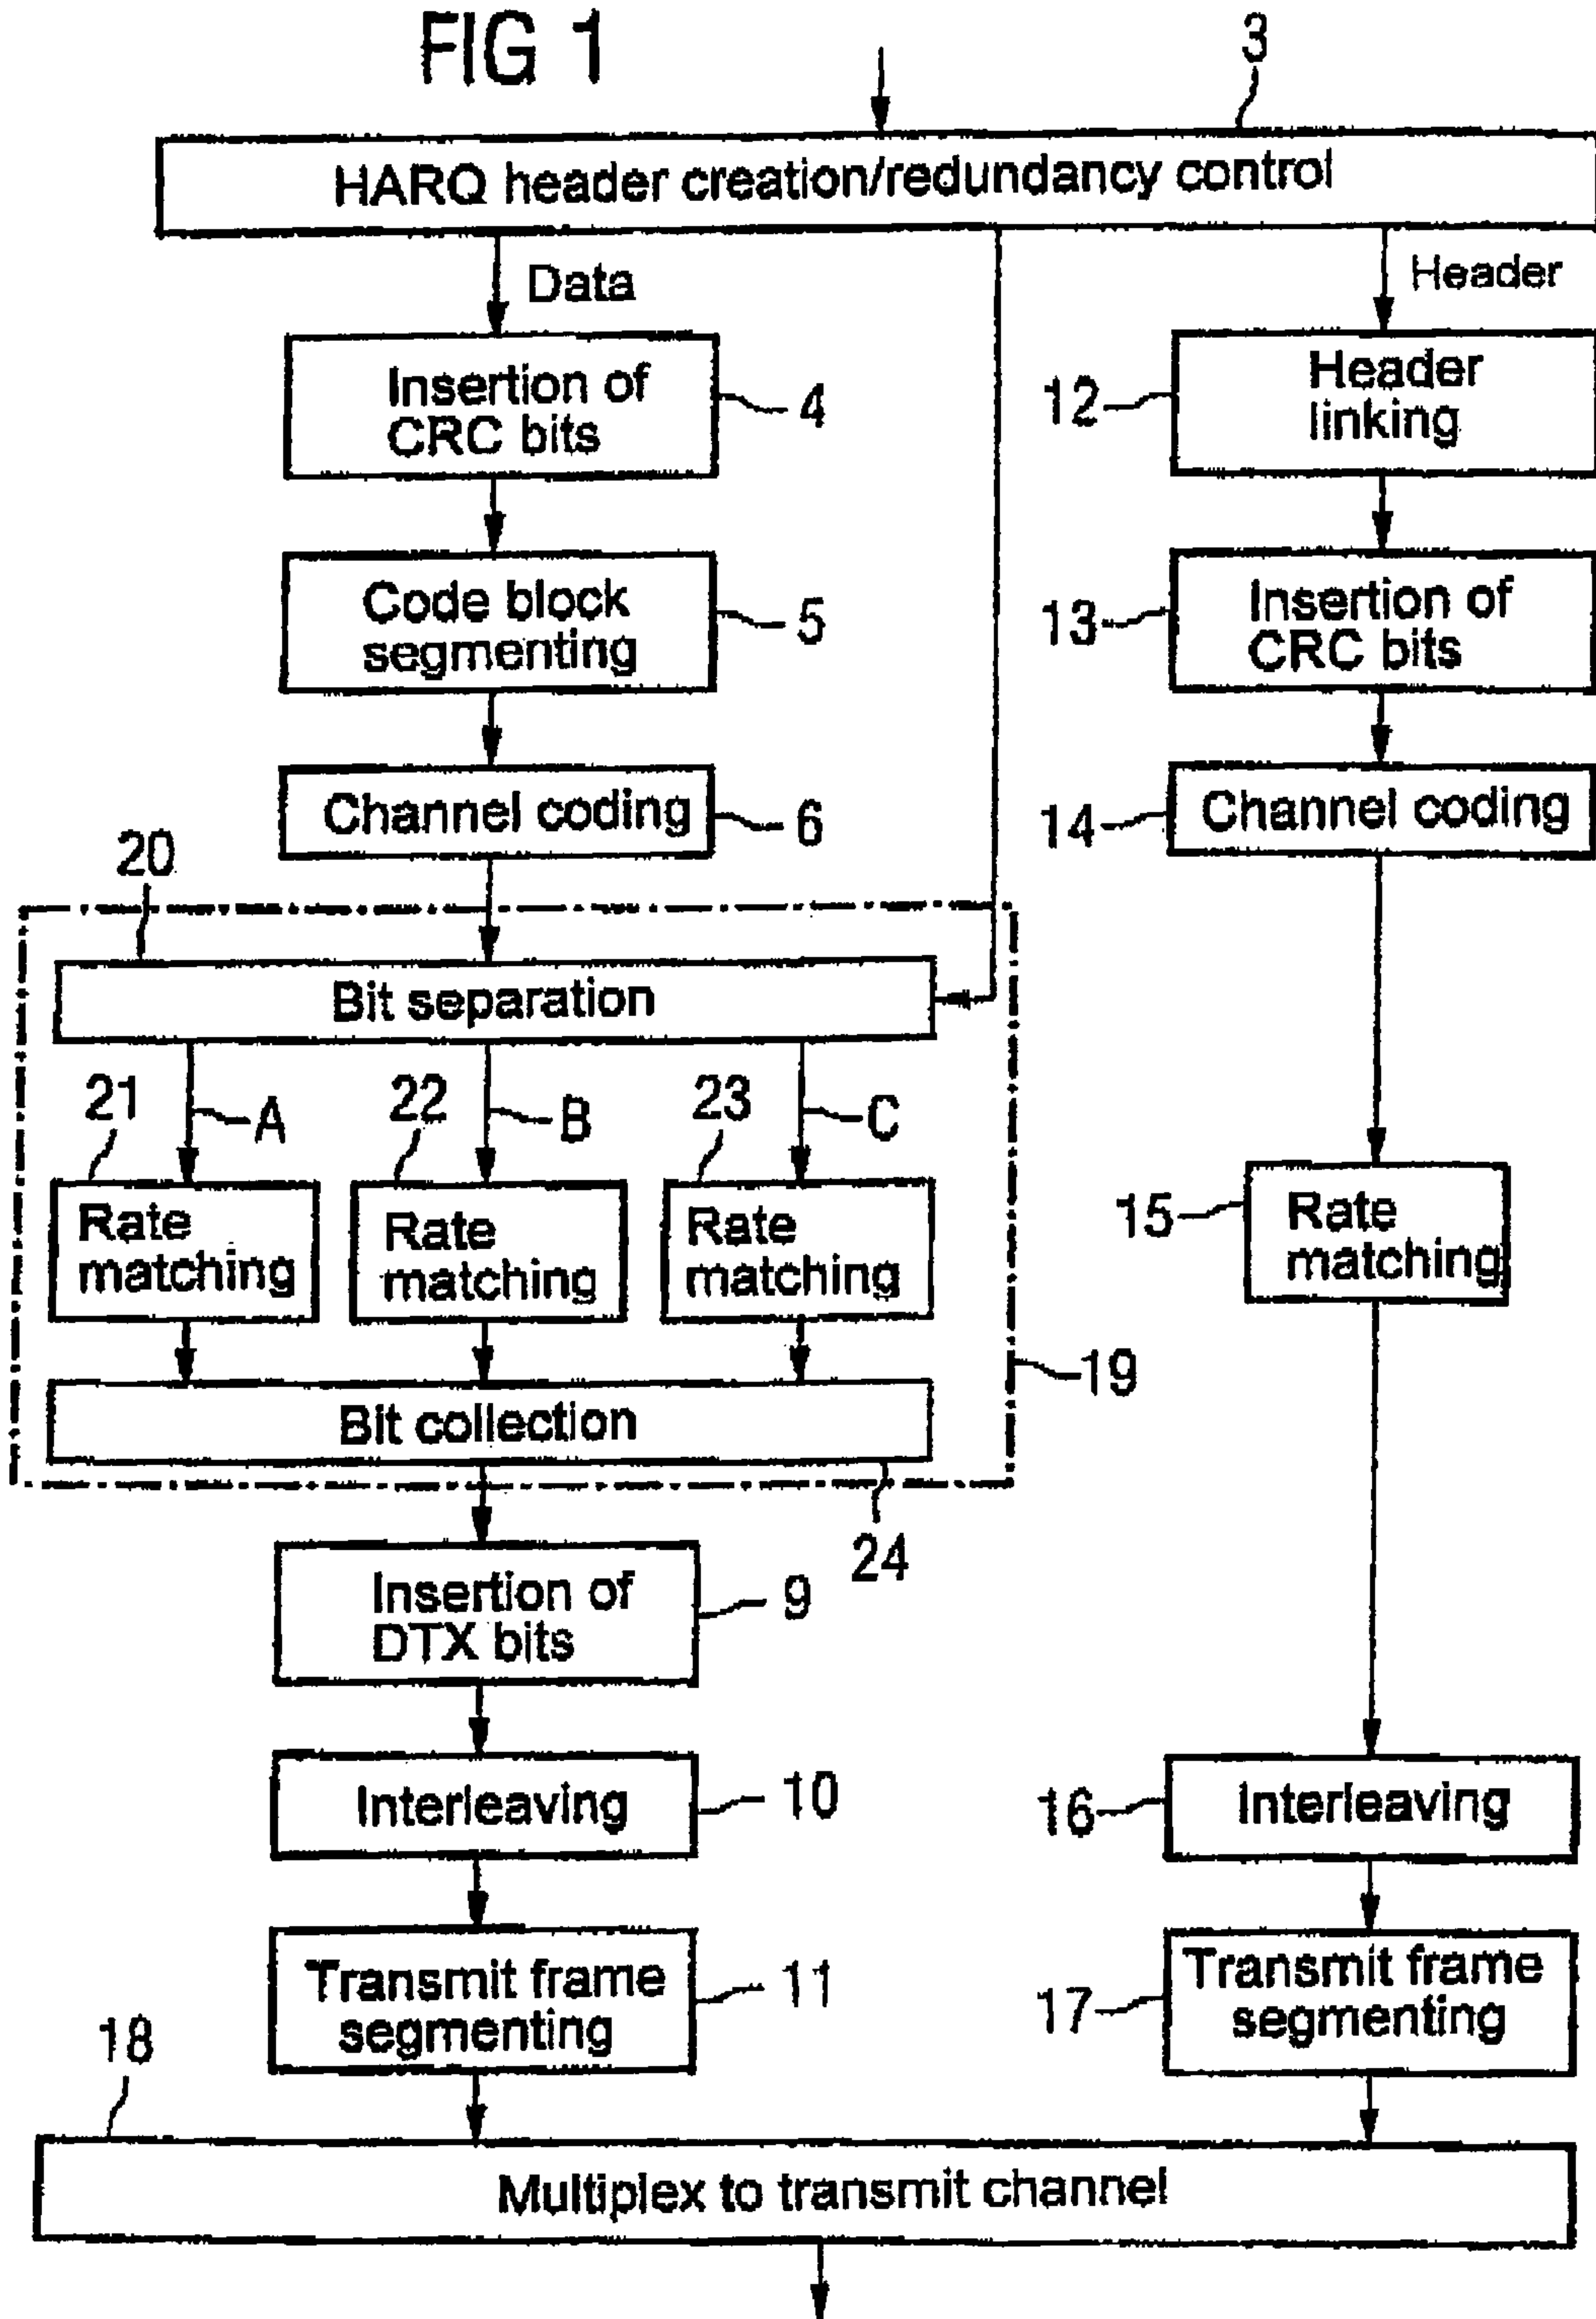 FIG 1
3
HARQ header creation/redundancy control
Data
Header
Insertion of
CRC bits
4
12
Header
linking
Code block
segmenting
5
13
Insertion of
CRC bits
Channel coding
6
14
Channel coding
20
Bit separation
21
A
22
B
23
C
Rate
matching
Rate
matching
Rate
matching
15
Rate
matching
19
Bit collection
24
Insertion of
DTX bits
9
Interleaving
10
16
Interleaving
Transmit frame
segmenting
11
17
Transmit frame
segmenting
18
Multiplex to transmit channel